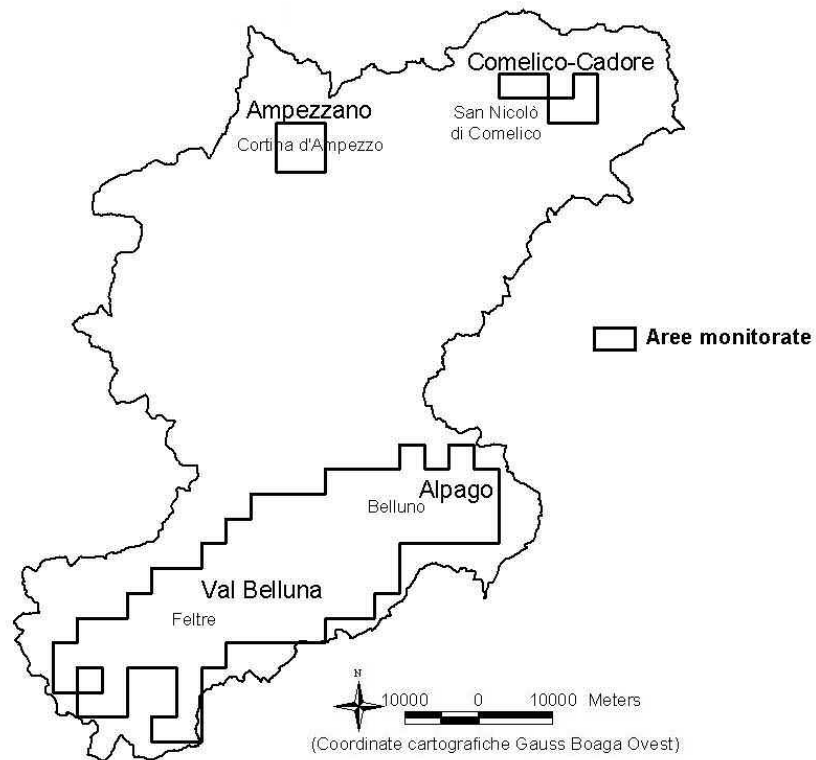 Comelico-Cadore
Ampezzano
San Nicolò
di Comelico
Cortina d'Ampezzo
Aree monitorate
Alpago
Belluno
Val Belluna
Feltre
N
10000 0 10000 Meters
(Coordinate cartografiche Gauss Boaga Ovest)